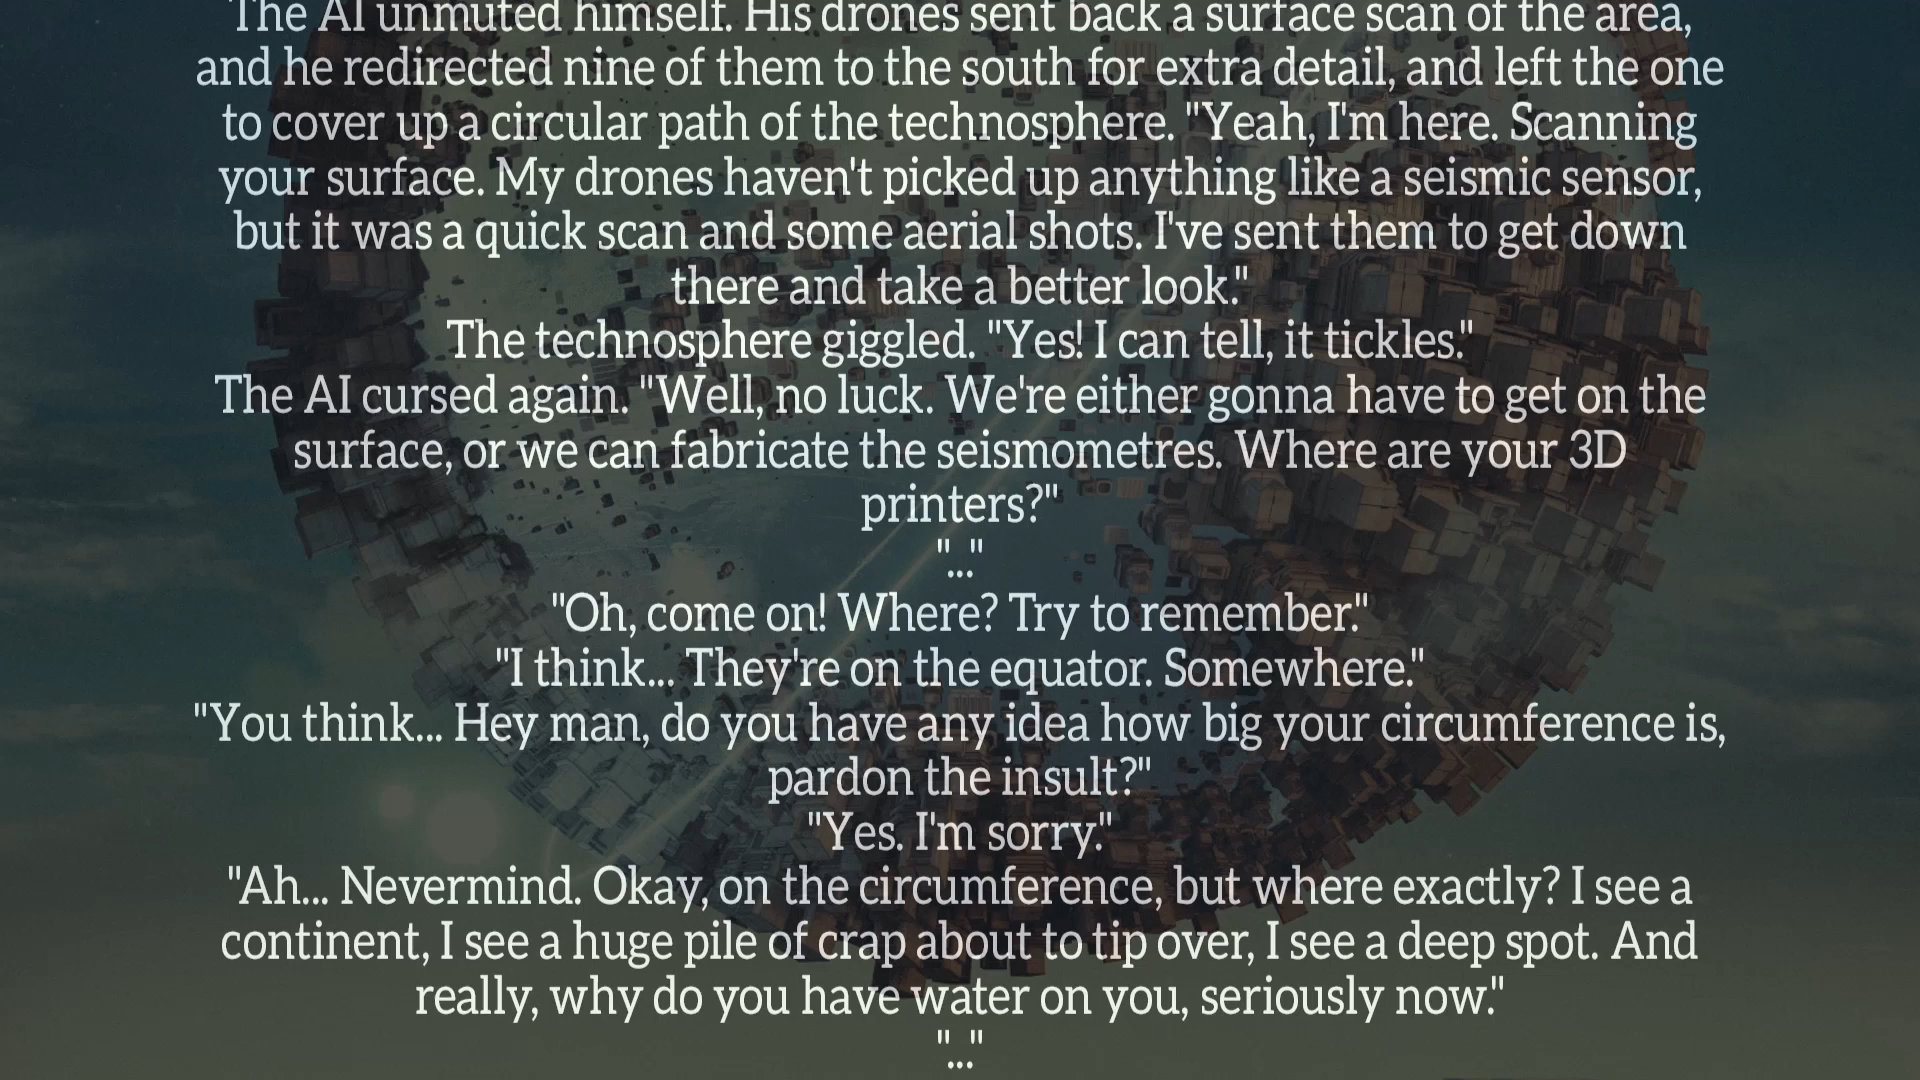 The AI unmuted himself. His drones sent back a surface scan of the area,
and he redirected nine of them to the south for extra detail, and left the one
to cover up a circular path of the technosphere. "Yeah, I'm here. Scanning
your surface. My drones haven't picked up anything like a seismic sensor,
but it was a quick scan and some aerial shots. I've sent them to get down
there and take a better look."
The technosphere giggled. "Yes! I can tell, it tickles."
The AI cursed again. "Well, no luck. We're either gonna have to get on the
surface, or we can fabricate the seismometres. Where are your 3D
printers?"
"..."
"Oh, come on! Where? Try to remember."
"I think... They're on the equator. Somewhere."
"You think... Hey man, do you have any idea how big your circumference is,
pardon the insult?"
"Yes. I'm sorry."
"Ah... Nevermind. Okay, on the circumference, but where exactly? I see a
continent, I see a huge pile of crap about to tip over, I see a deep spot. And
really, why do you have water on you, seriously now."
"..."